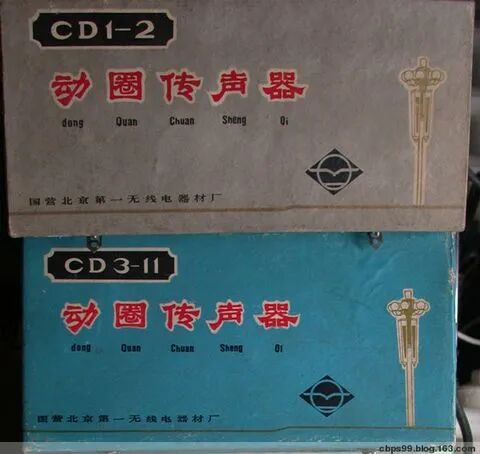 CD1-2
动圈传声器
dong Quan Chuan Sheng Qi
国营北京第一无线电器材厂
CD3-11
动圈传声器
dong Quan Chuan Sheng Qi
国营北京第一无线电器材厂
cbps99.blog.163.com